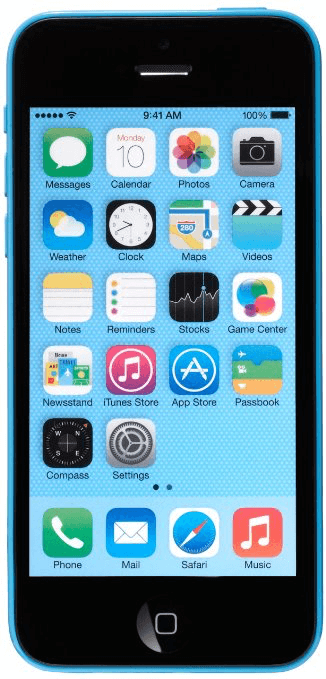 9:41 AM 100%
Monday
10
Messages Calendar Photos Camera
280
Weather Clock Maps Videos
Notes Reminders Stocks Game Center
Newsstand iTunes Store App Store Passbook
N
W E
S
Compass Settings
Phone Mail Safari Music